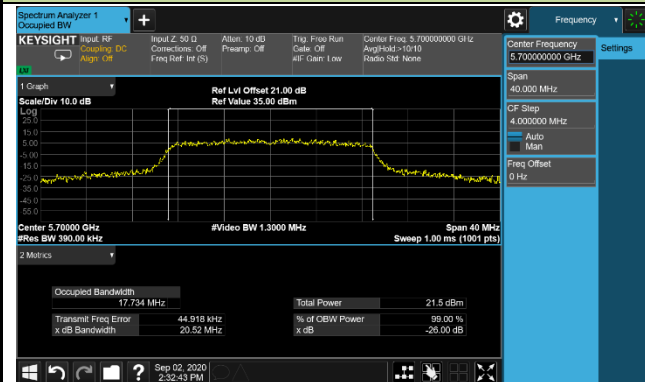 Spectrum Analyzer 1
Occupied BW
Frequency
KEYSIGHT
Input: RF
Coupling: DC
Align: Off
Input Z: 50 Ω
Corrections: Off
Freq Ref: Int (S)
Atten: 10 dB
Preamp: Off
Trig: Free Run
Gate: Off
#IF Gain: Low
Center Freq: 5.700000000 GHz
Avg|Hold:>10/10
Radio Std: None
Center Frequency
5.700000000 GHz
Settings
Span
40.000 MHz
CF Step
4.000000 MHz
Auto
Man
Freq Offset
0 Hz
1 Graph
Scale/Div 10.0 dB
Ref Lvl Offset 21.00 dB
Ref Value 35.00 dBm
Log
25.0
15.0
5.00
-5.00
-15.0
-25.0
-35.0
-45.0
-55.0
Center 5.70000 GHz
#Res BW 390.00 kHz
#Video BW 1.3000 MHz
Span 40 MHz
Sweep 1.00 ms (1001 pts)
2 Metrics
Occupied Bandwidth
17.734 MHz
Total Power 21.5 dBm
Transmit Freq Error 44.918 kHz
% of OBW Power 99.00 %
x dB Bandwidth 20.52 MHz
x dB -26.00 dB
Sep 02, 2020
2:32:43 PM